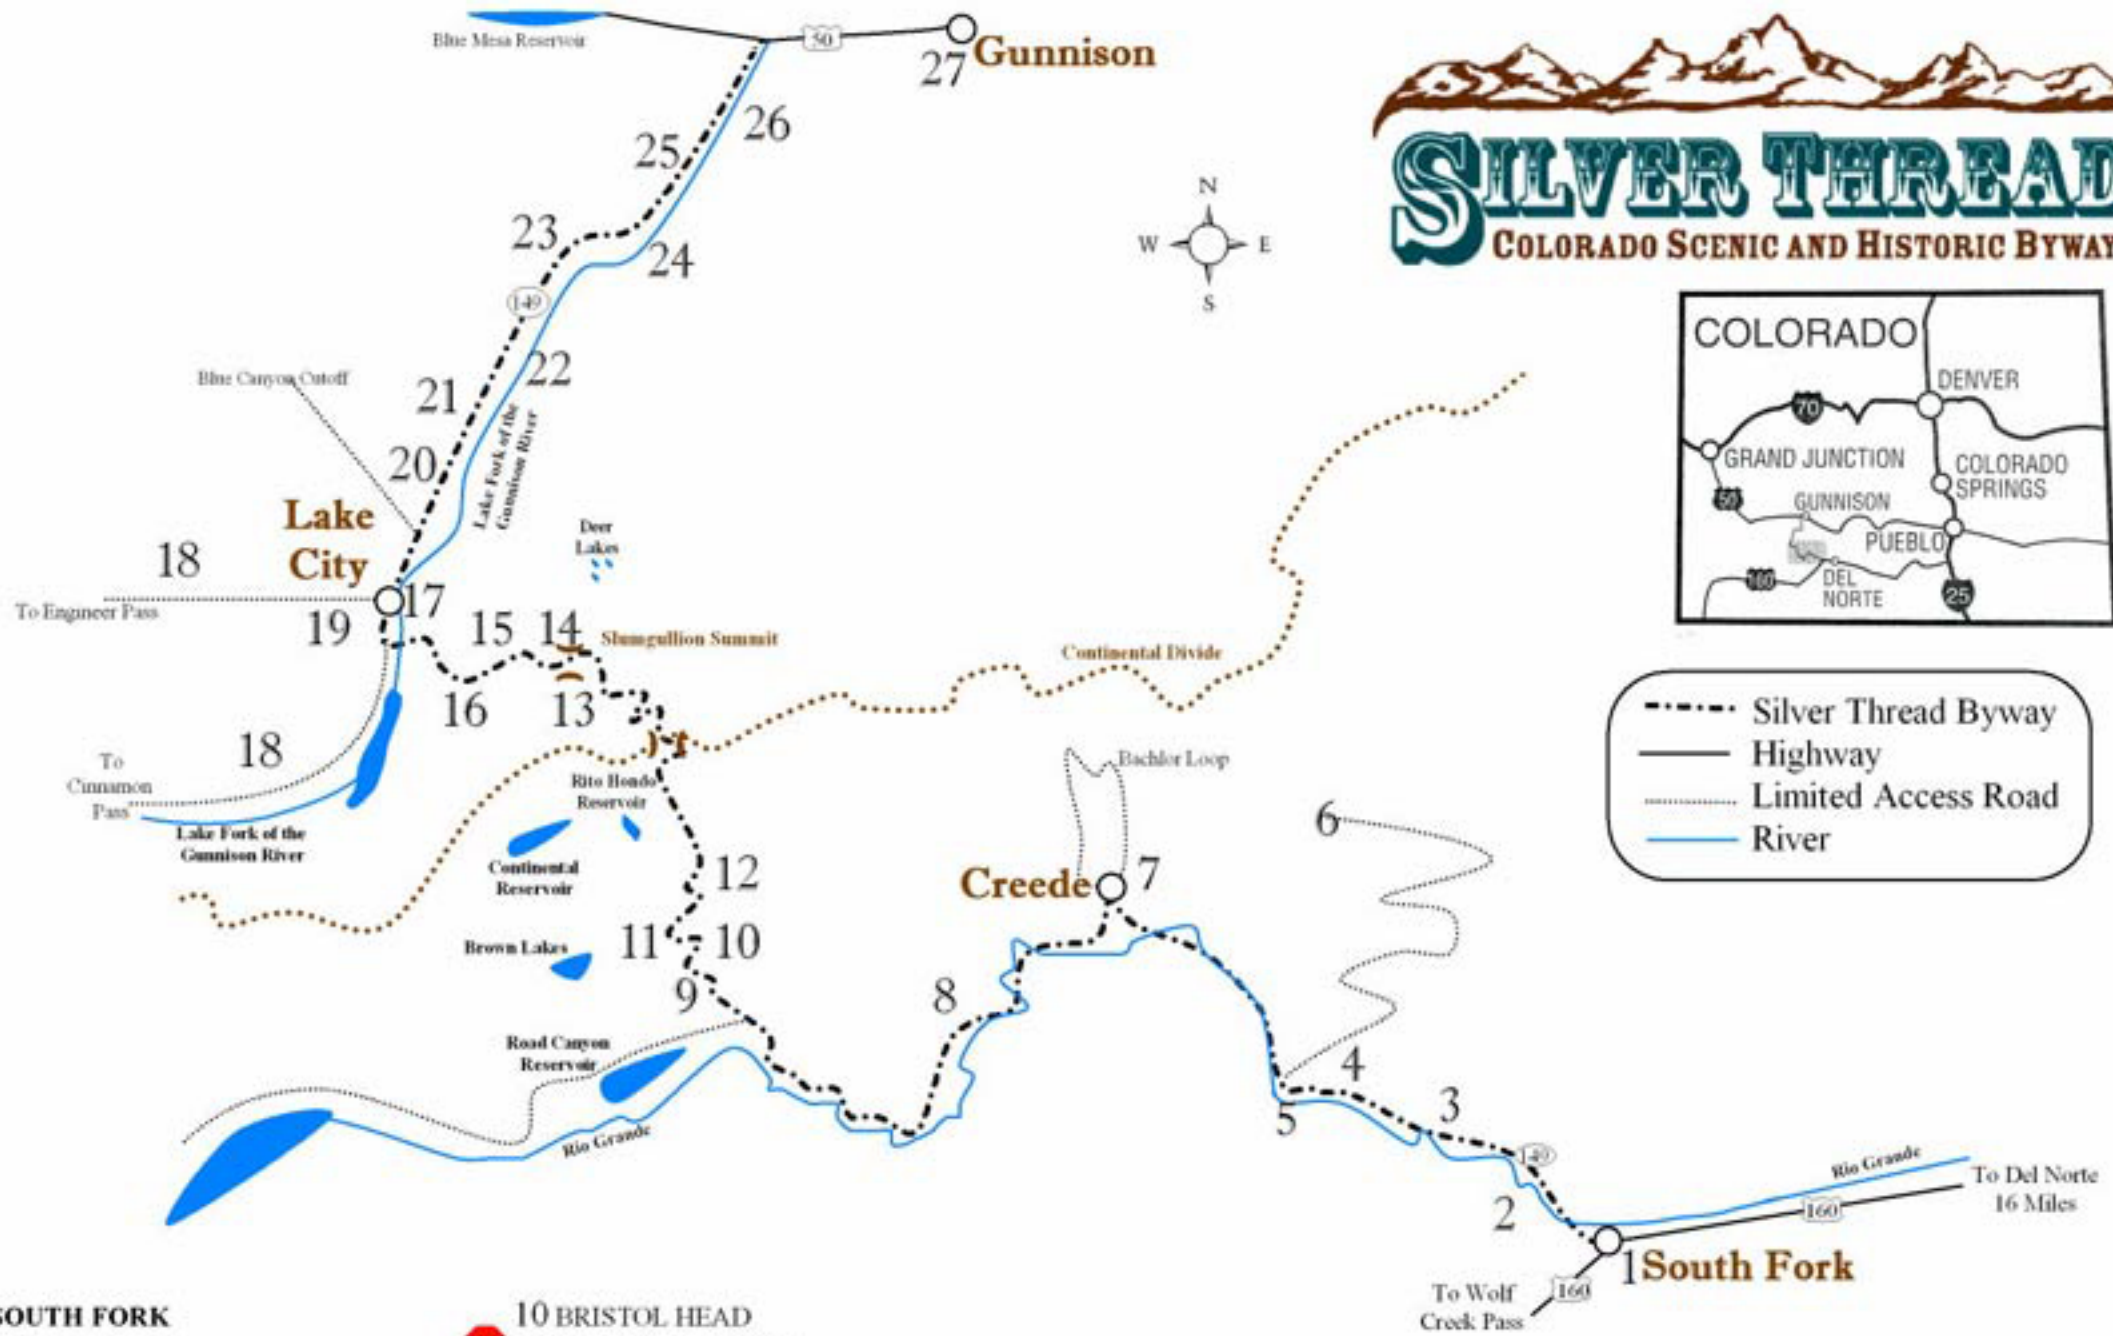 Blue Mesa Reservoir
50
27
Gunnison
SILVER THREAD
COLORADO SCENIC AND HISTORIC BYWAY
26
25
N
W
E
S
23
24
149
22
Blue Canyon Cutoff
21
Lake Fork of the
Gunnison River
20
Lake
City
Deer
Lakes
18
To Engineer Pass
17
19
15
14
Slumgullion Summit
16
13
Continental Divide
18
To
Cinnamon
Pass
Lake Fork of the
Gunnison River
Rito Hondo
Reservoir
Continental
Reservoir
12
Bachlor Loop
6
Creede
7
11
10
Brown Lakes
9
8
Road Canyon
Reservoir
Rio Grande
4
5
3
149
2
Rio Grande
To Del Norte
16 Miles
160
1
South Fork
To Wolf
Creek Pass
160
COLORADO
DENVER
70
GRAND JUNCTION
COLORADO
SPRINGS
50
GUNNISON
PUEBLO
160
DEL
NORTE
25
Silver Thread Byway
Highway
Limited Access Road
River
SOUTH FORK
10 BRISTOL HEAD